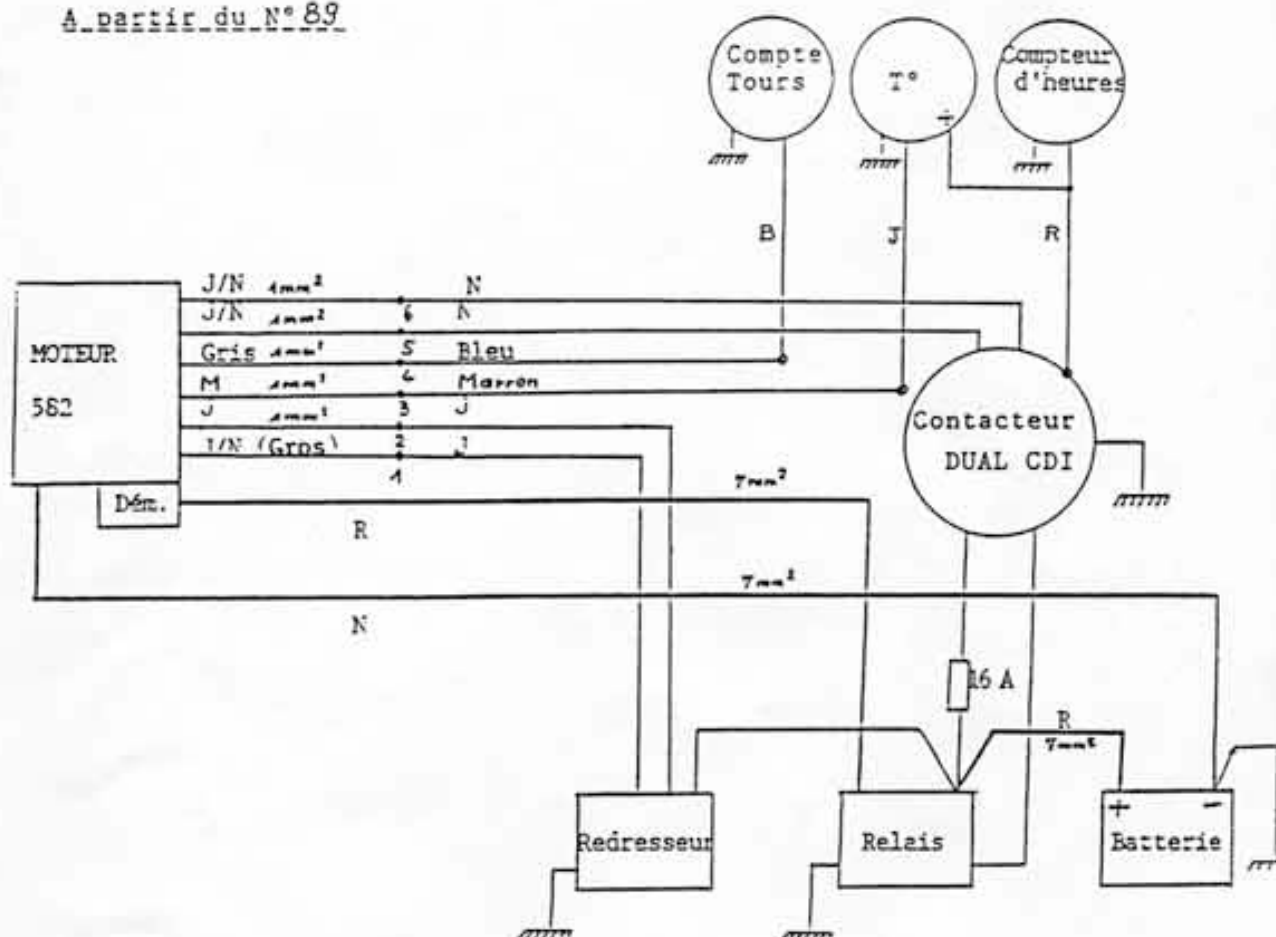 A partir du N° 89
Compte
Tours
T°
+
Compteur
d'heures
B
J
R
J/N 1mm² N
J/N 1mm² 6 N
MOTEUR
582
Gris 1mm² 5 Bleu
M 1mm² 4 Marron
J 1mm² 3 J
J/N (Gros) 2 J
1
Dém.
R
7mm²
Contacteur
DUAL CDI
N
7mm²
16 A
R
7mm²
Redresseur
Relais
+ -
Batterie